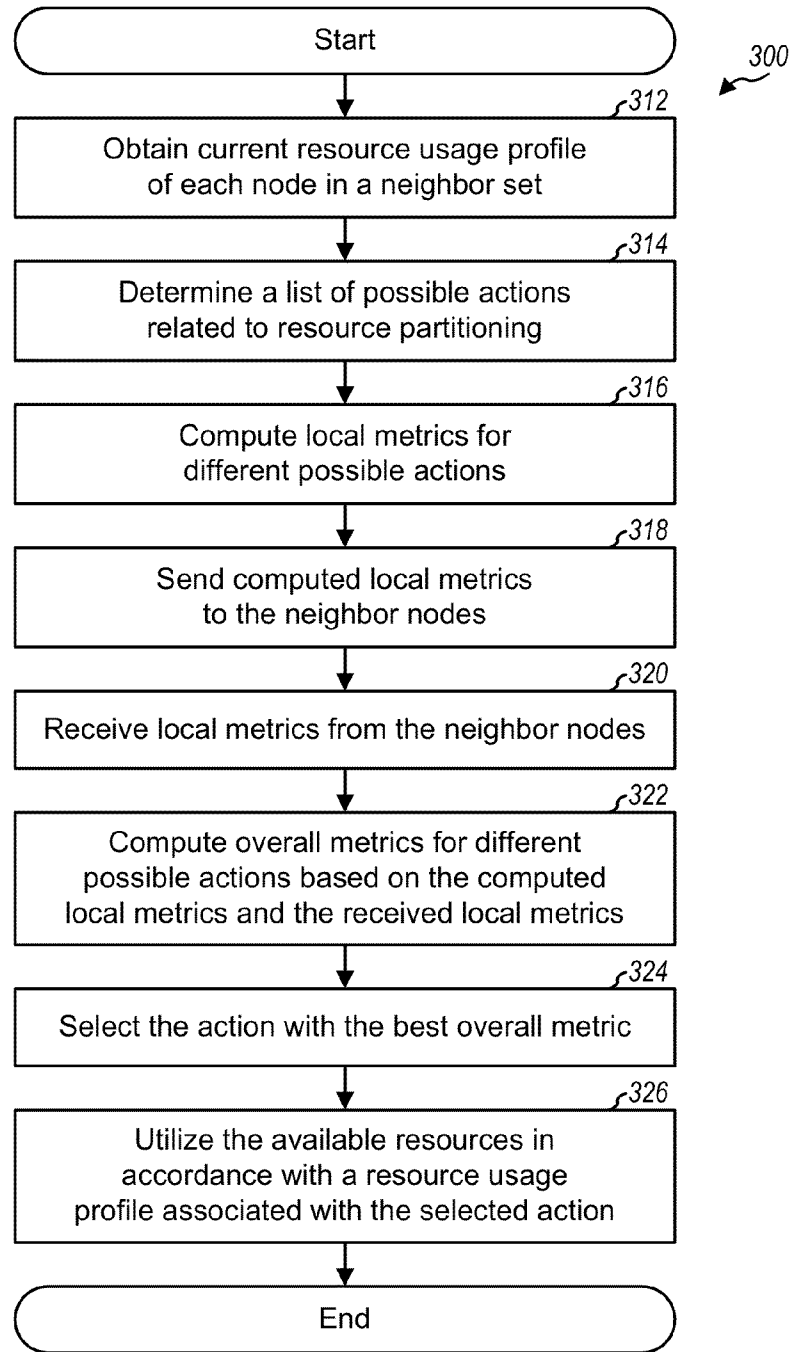 Start
300
312
Obtain current resource usage profile
of each node in a neighbor set
314
Determine a list of possible actions
related to resource partitioning
316
Compute local metrics for
different possible actions
318
Send computed local metrics
to the neighbor nodes
320
Receive local metrics from the neighbor nodes
322
Compute overall metrics for different
possible actions based on the computed
local metrics and the received local metrics
324
Select the action with the best overall metric
326
Utilize the available resources in
accordance with a resource usage
profile associated with the selected action
End